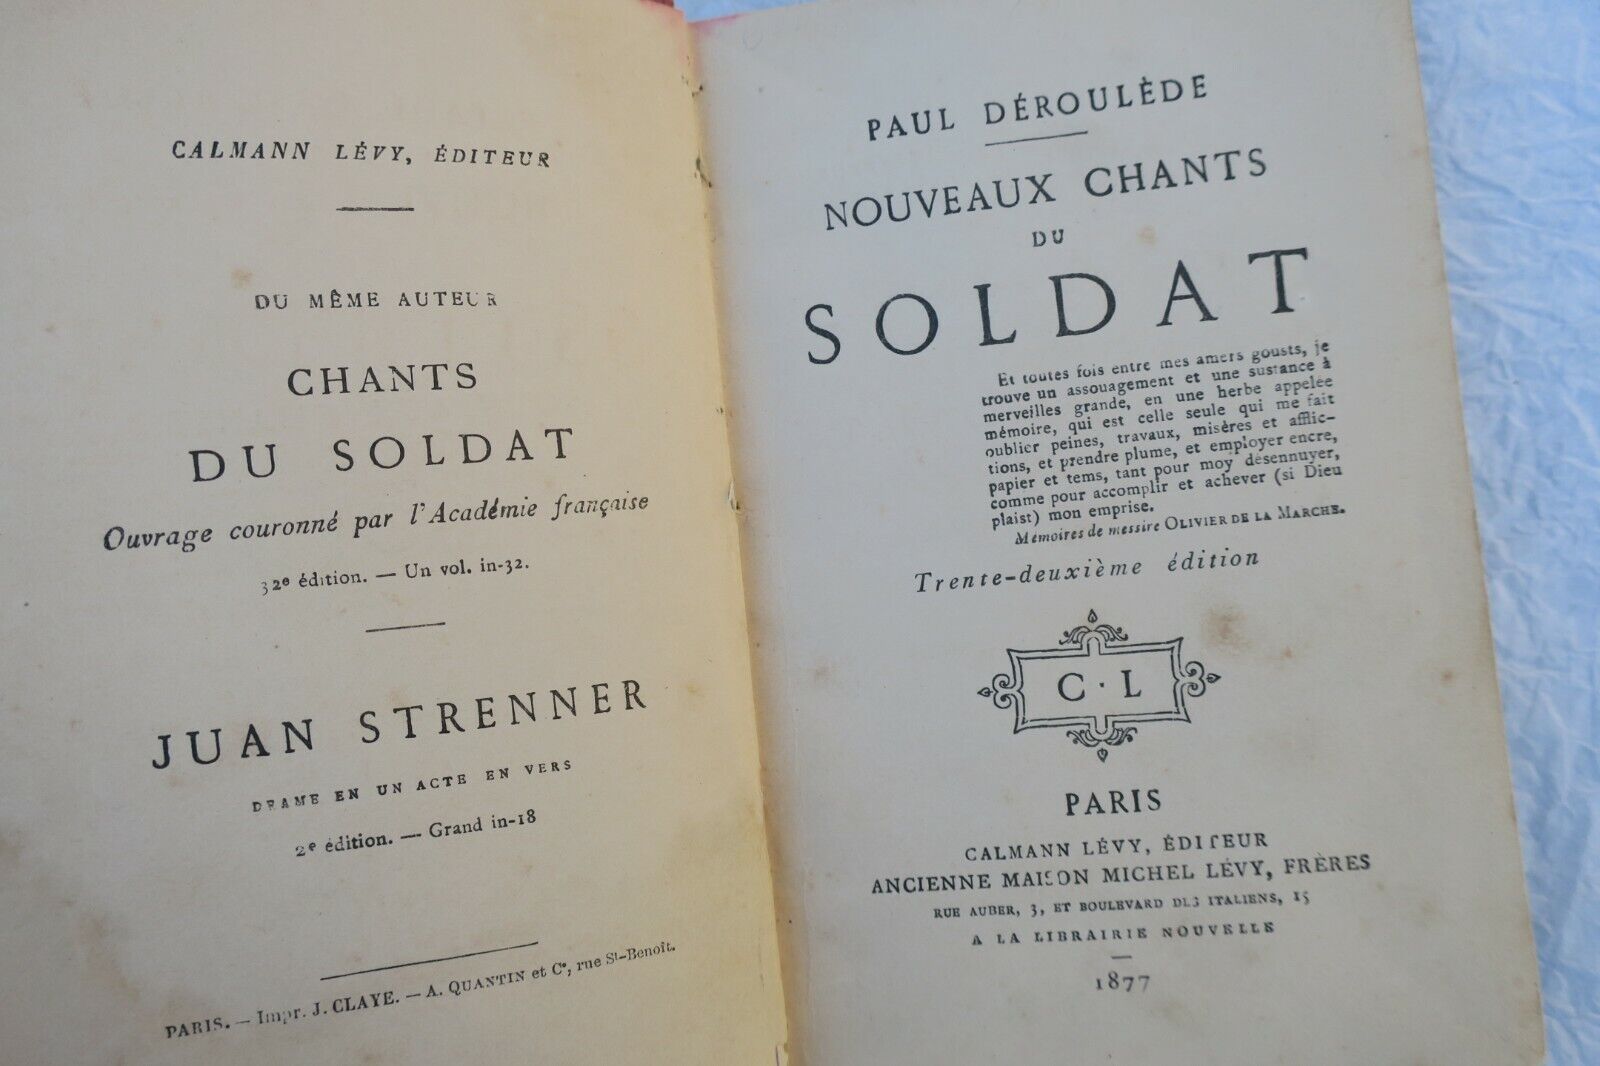 CALMANN LÉVY, ÉDITEUR
DU MÊME AUTEUR
CHANTS
DU SOLDAT
Ouvrage couronné par l'Académie française
32e édition. — Un vol. in-32.
JUAN STRENNER
DRAME EN UN ACTE EN VERS
2e édition. — Grand in-18
PARIS. — Impr. J. CLAYE. — A. QUANTIN et Ce, rue St-Benoît.
PAUL DÉROULÈDE
NOUVEAUX CHANTS
DU
SOLDAT
Et toutes fois entre mes amers gousts, je
trouve un assouagement et une sustance à
merveilles grande, en une herbe appelée
mémoire, qui est celle seule qui me fait
oublier peines, travaux, misères et afflic-
tions, et prendre plume, et employer encre,
papier et tems, tant pour moy désennuyer,
comme pour accomplir et achever (si Dieu
plaist) mon emprise.
Mémoires de messire OLIVIER DE LA MARCHE.
Trente-deuxième édition
C · L
PARIS
CALMANN LÉVY, ÉDITEUR
ANCIENNE MAISON MICHEL LÉVY, FRÈRES
RUE AUBER, 3, ET BOULEVARD DES ITALIENS, 15
A LA LIBRAIRIE NOUVELLE
1877